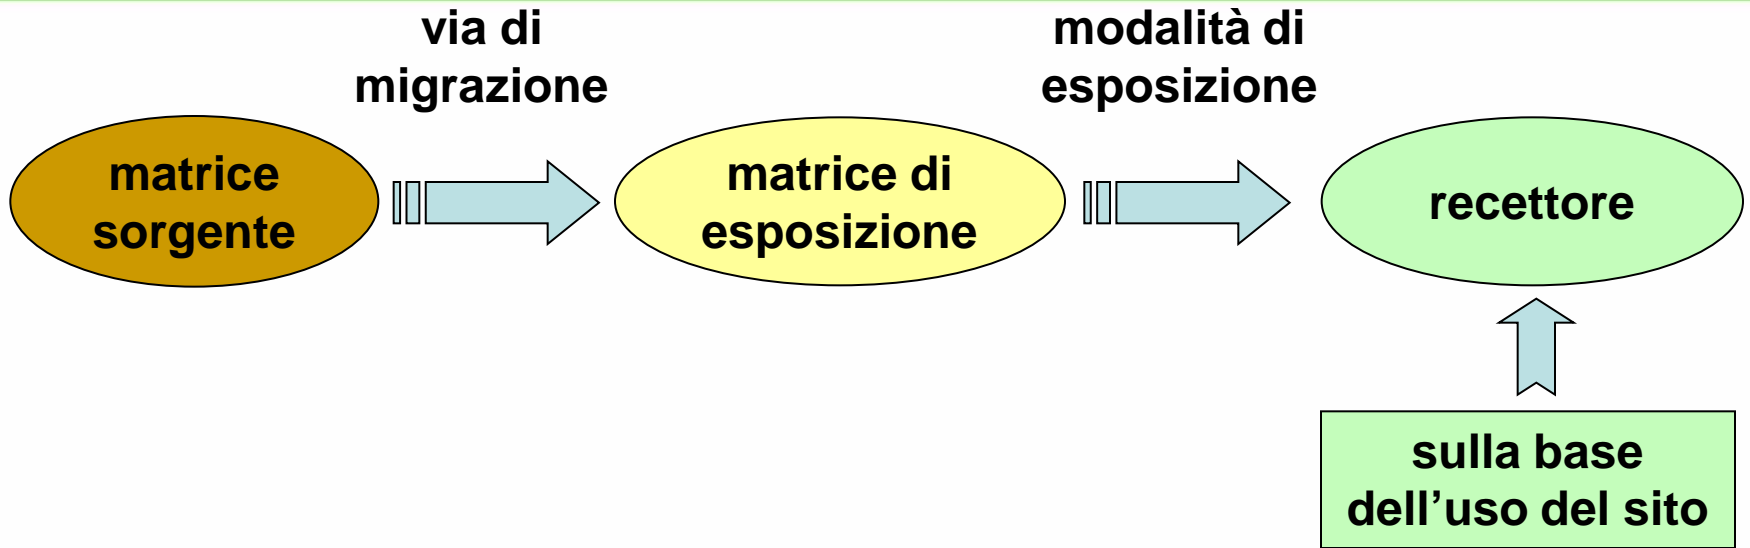 via di
migrazione
modalità di
esposizione
matrice
sorgente
matrice di
esposizione
recettore
sulla base
dell’uso del sito